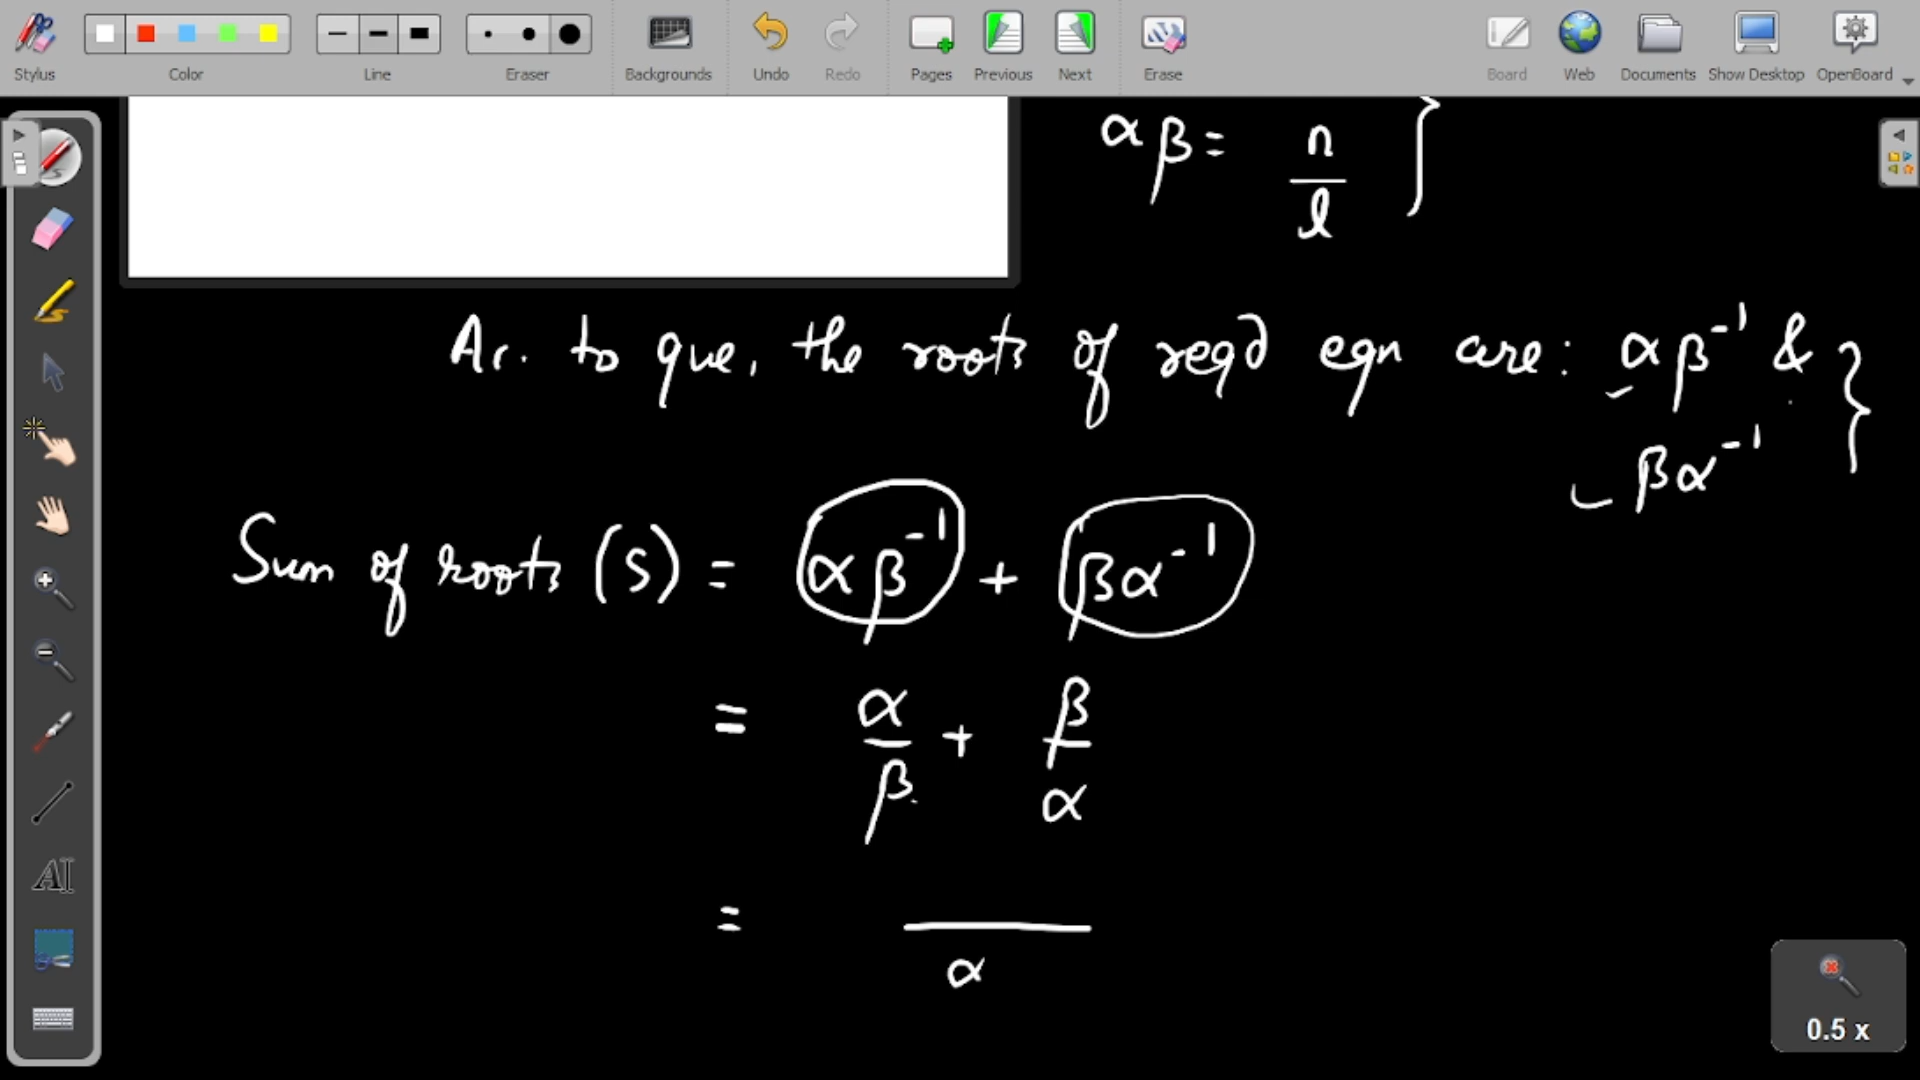 Stylus Color Line Eraser Backgrounds Undo Redo Pages Previous Next Erase Board Web Documents Show Desktop OpenBoard
αβ = n/l }
Ac. to que, the roots of reqd eqn are: αβ⁻¹ & }
βα⁻¹
Sum of roots (S) = αβ⁻¹ + βα⁻¹
= α/β + β/α
= /α
AI
0.5 x